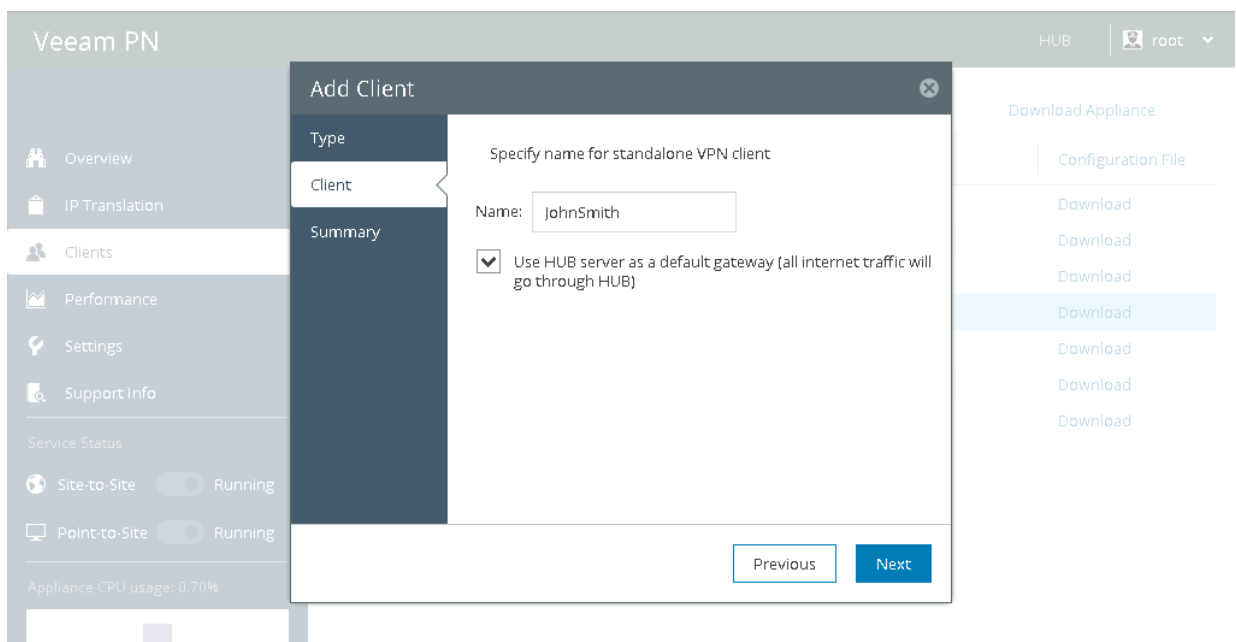 Veeam PN
HUB
root
Add Client
Download Appliance
Type
Specify name for standalone VPN client
Overview
Configuration File
Client
IP Translation
Name: JohnSmith
Download
Summary
Download
Clients
Use HUB server as a default gateway (all internet traffic will
go through HUB)
Download
Performance
Download
Settings
Download
Support Info
Download
Download
Service Status
Site-to-Site Running
Point-to-Site Running
Previous
Next
Appliance CPU usage: 0.70%